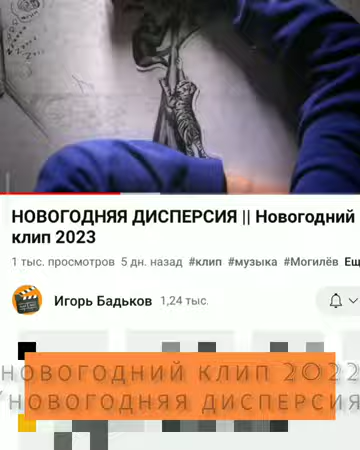 НОВОГОДНЯЯ ДИСПЕРСИЯ || Новогодний
клип 2023
1 тыс. просмотров 5 дн. назад #клип #музыка #Могилёв Ещ
Игорь Бадьков 1,24 тыс.
НОВОГОДНИЙ КЛИП 2022
"НОВОГОДНЯЯ ДИСПЕРСИЯ